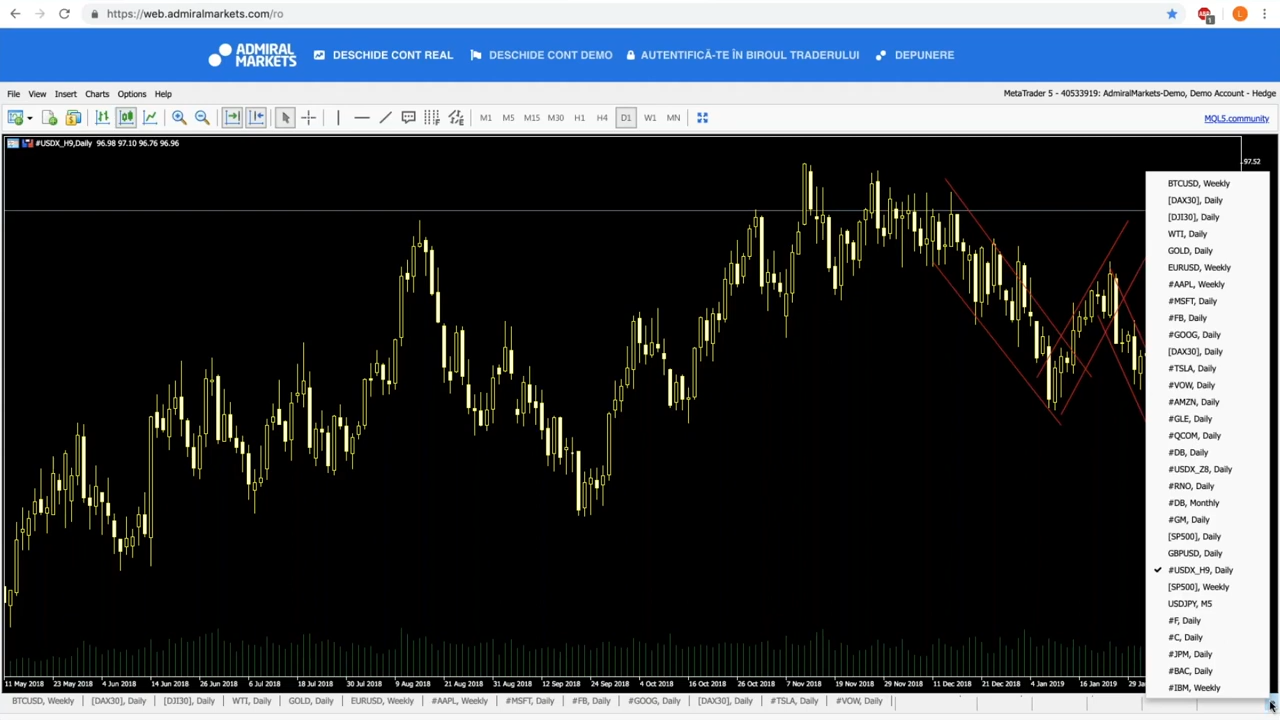 https://web.admiralmarkets.com/ro
1
L
ADMIRAL MARKETS
DESCHIDE CONT REAL
DESCHIDE CONT DEMO
AUTENTIFICĂ-TE ÎN BIROUL TRADERULUI
DEPUNERE
File View Insert Charts Options Help
MetaTrader 5 - 40533919: AdmiralMarkets-Demo, Demo Account - Hedge
M1 M5 M15 M30 H1 H4 D1 W1 MN
MQL5.community
#USDX_H9,Daily 96.98 97.10 96.76 96.96
97.52
BTCUSD, Weekly
[DAX30], Daily
[DJI30], Daily
WTI, Daily
GOLD, Daily
EURUSD, Weekly
#AAPL, Weekly
#MSFT, Daily
#FB, Daily
#GOOG, Daily
[DAX30], Daily
#TSLA, Daily
#VOW, Daily
#AMZN, Daily
#GLE, Daily
#QCOM, Daily
#DB, Daily
#USDX_Z8, Daily
#RNO, Daily
#DB, Monthly
#GM, Daily
[SP500], Daily
GBPUSD, Daily
#USDX_H9, Daily
[SP500], Weekly
USDJPY, M5
#F, Daily
#C, Daily
#JPM, Daily
#BAC, Daily
#IBM, Weekly
11 May 2018 23 May 2018 4 Jun 2018 14 Jun 2018 26 Jun 2018 6 Jul 2018 18 Jul 2018 30 Jul 2018 9 Aug 2018 21 Aug 2018 31 Aug 2018 12 Sep 2018 24 Sep 2018 4 Oct 2018 16 Oct 2018 26 Oct 2018 7 Nov 2018 19 Nov 2018 29 Nov 2018 11 Dec 2018 21 Dec 2018 4 Jan 2019 16 Jan 2019 29 Jan
BTCUSD, Weekly [DAX30], Daily [DJI30], Daily WTI, Daily GOLD, Daily EURUSD, Weekly #AAPL, Weekly #MSFT, Daily #FB, Daily #GOOG, Daily [DAX30], Daily #TSLA, Daily #VOW, Daily